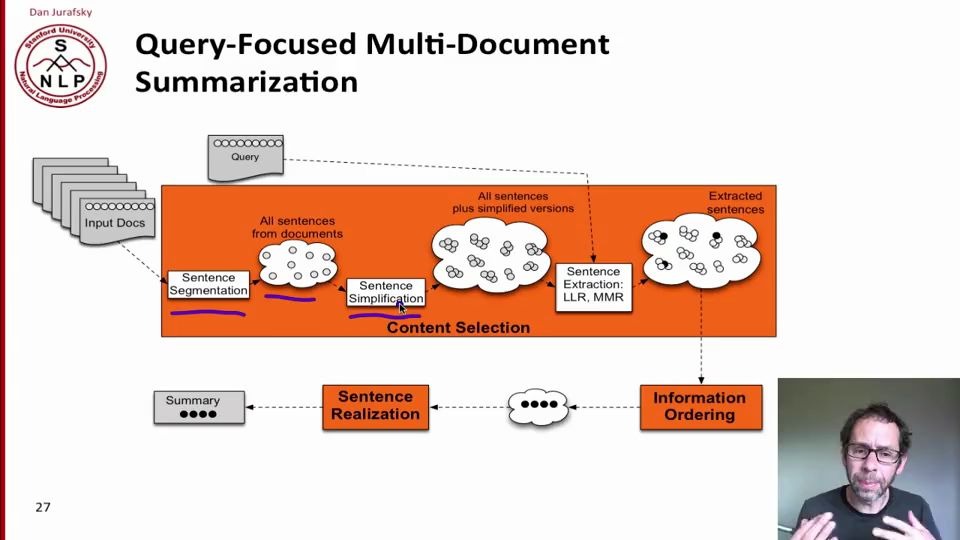 Dan Jurafsky
Stanford University
S
NLP
Natural Language Processing
Query-Focused Multi-Document
Summarization
Query
Input Docs
All sentences
from documents
All sentences
plus simplified versions
Extracted
sentences
Sentence
Segmentation
Sentence
Simplification
Sentence
Extraction:
LLR, MMR
Content Selection
Summary
Sentence
Realization
Information
Ordering
27